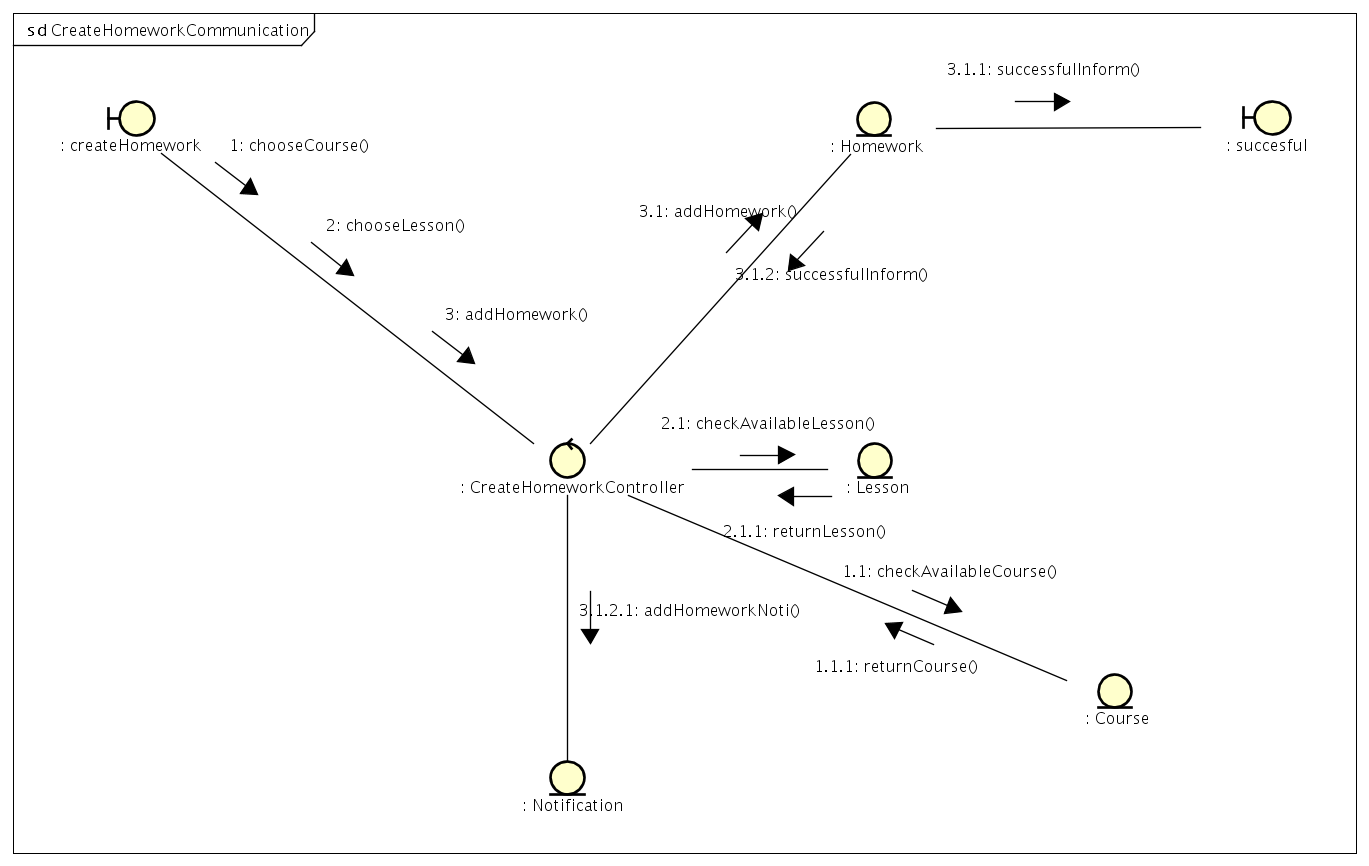 sd CreateHomeworkCommunication
3.1.1: successfulInform()
: createHomework
1: chooseCourse()
: Homework
: succesful
3.1: addHomework()
2: chooseLesson()
3.1.2: successfulInform()
3: addHomework()
2.1: checkAvailableLesson()
: CreateHomeworkController
: Lesson
2.1.1: returnLesson()
1.1: checkAvailableCourse()
3.1.2.1: addHomeworkNoti()
1.1.1: returnCourse()
: Course
: Notification